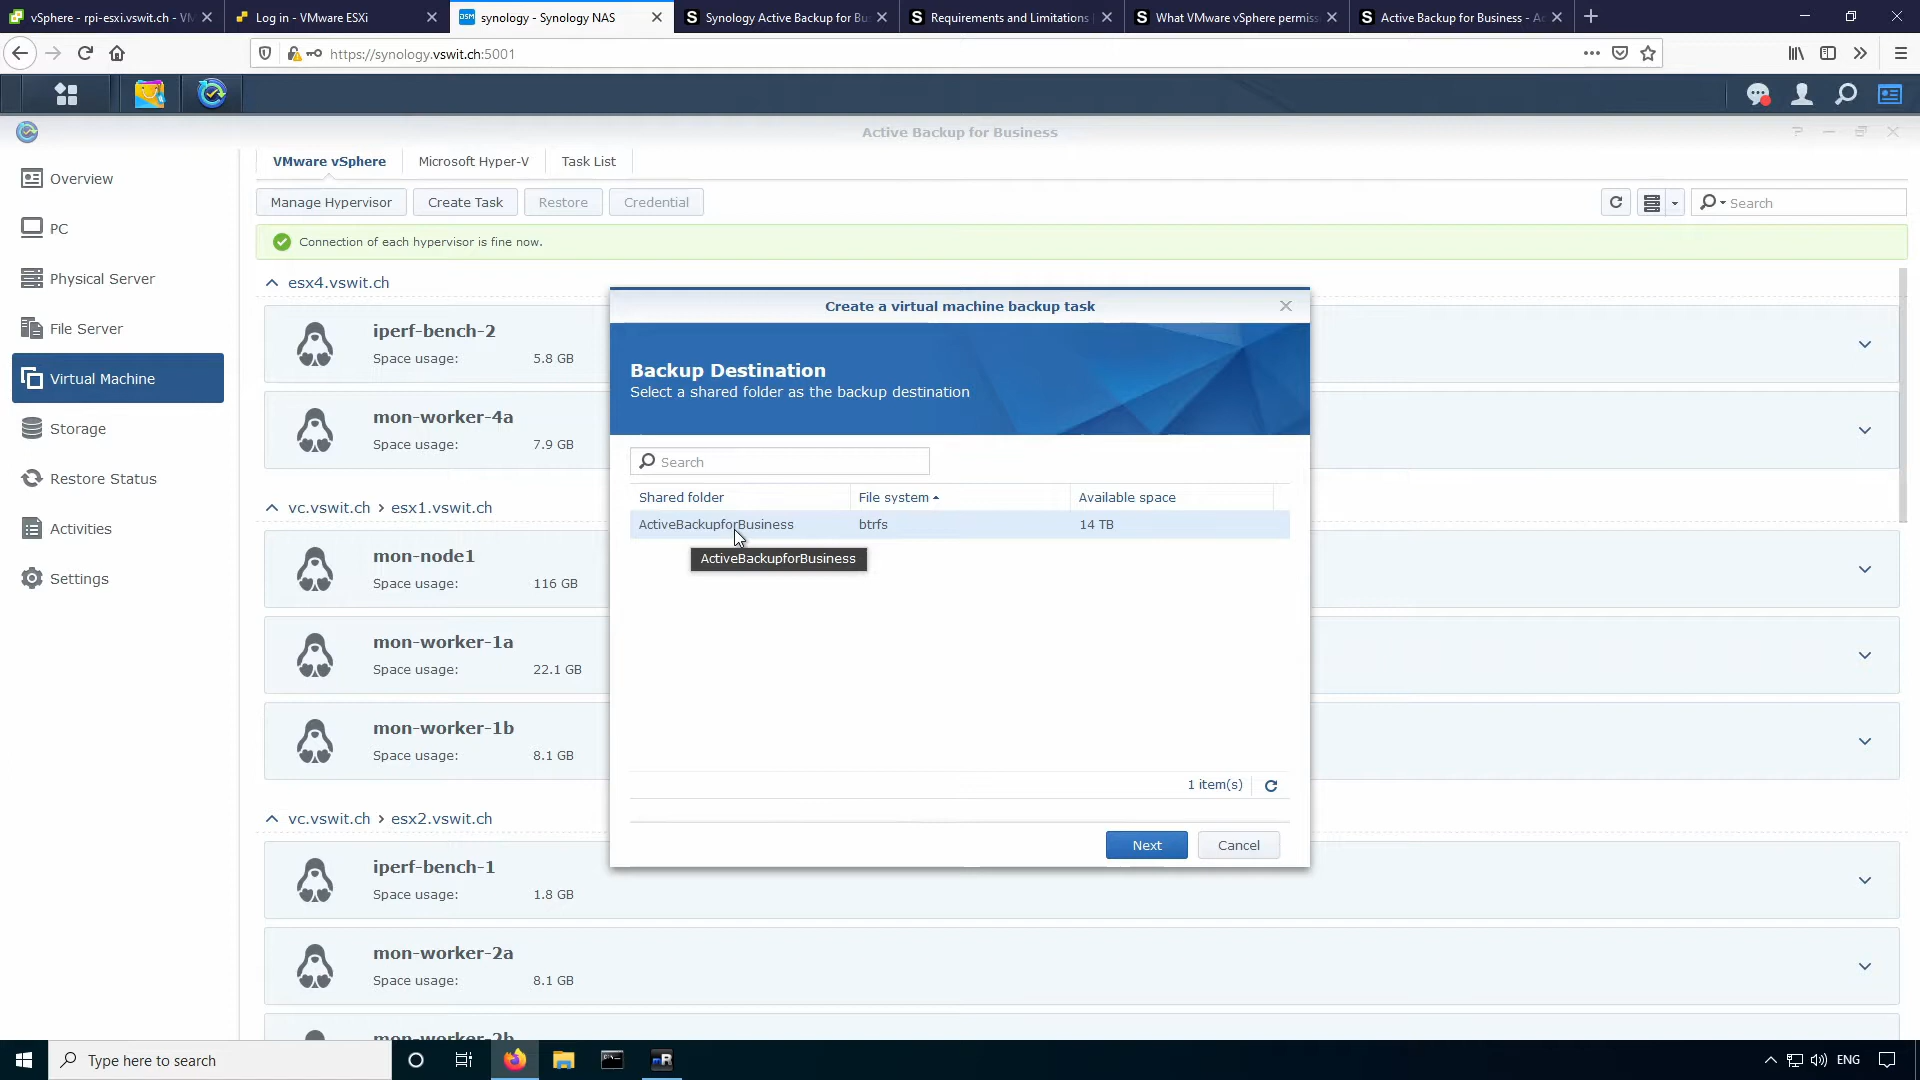 vSphere - rpi-esxi.vswit.ch - VM
Log in - VMware ESXi
synology - Synology NAS
Synology Active Backup for Bu
Requirements and Limitations
What VMware vSphere permiss
Active Backup for Business - Ac
https://synology.vswit.ch:5001
Active Backup for Business
Overview
PC
Physical Server
File Server
Virtual Machine
Storage
Restore Status
Activities
Settings
VMware vSphere
Microsoft Hyper-V
Task List
Manage Hypervisor
Create Task
Restore
Credential
Search
Connection of each hypervisor is fine now.
esx4.vswit.ch
iperf-bench-2
Space usage: 5.8 GB
mon-worker-4a
Space usage: 7.9 GB
vc.vswit.ch > esx1.vswit.ch
mon-node1
Space usage: 116 GB
mon-worker-1a
Space usage: 22.1 GB
mon-worker-1b
Space usage: 8.1 GB
vc.vswit.ch > esx2.vswit.ch
iperf-bench-1
Space usage: 1.8 GB
mon-worker-2a
Space usage: 8.1 GB
mon-worker-2b
Create a virtual machine backup task
Backup Destination
Select a shared folder as the backup destination
Search
Shared folder File system Available space
ActiveBackupforBusiness btrfs 14 TB
ActiveBackupforBusiness
1 item(s)
Next
Cancel
Type here to search
ENG